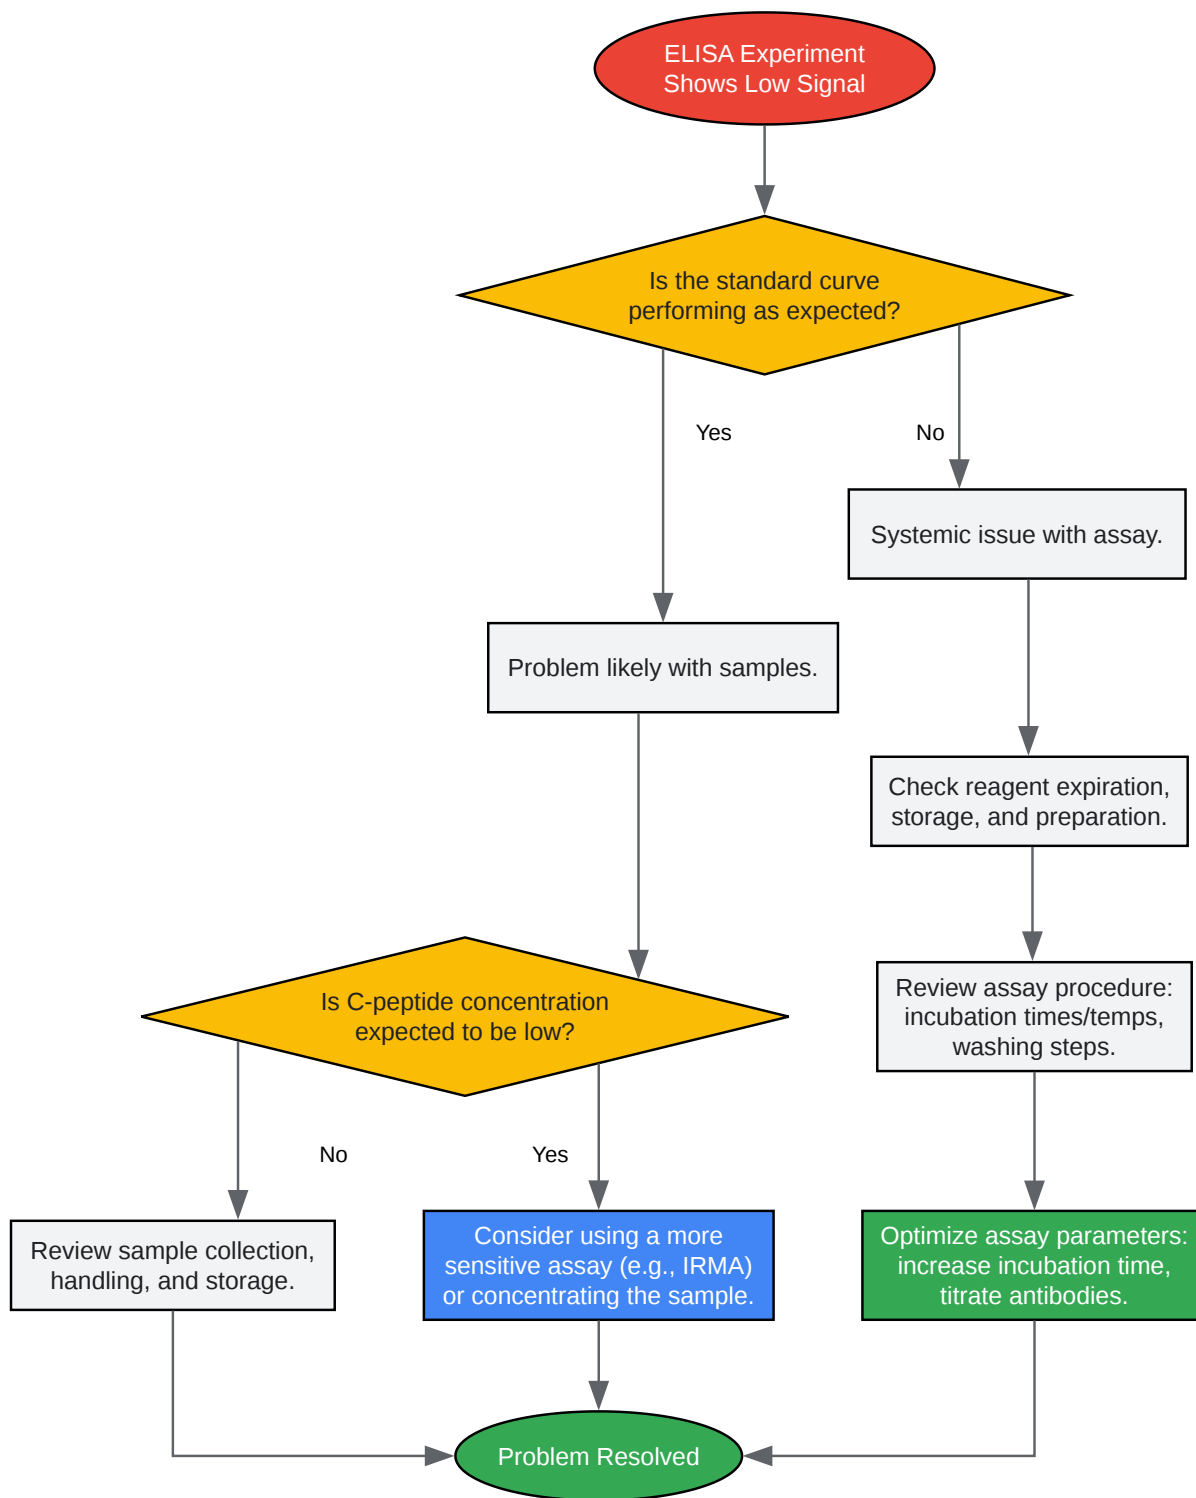 ELISA Experiment
Shows Low Signal
Is the standard curve
performing as expected?
Yes
No
Systemic issue with assay.
Problem likely with samples.
Check reagent expiration,
storage, and preparation.
Review assay procedure:
incubation times/temps,
washing steps.
Is C-peptide concentration
expected to be low?
No
Yes
Review sample collection,
handling, and storage.
Consider using a more
sensitive assay (e.g., IRMA)
or concentrating the sample.
Optimize assay parameters:
increase incubation time,
titrate antibodies.
Problem Resolved